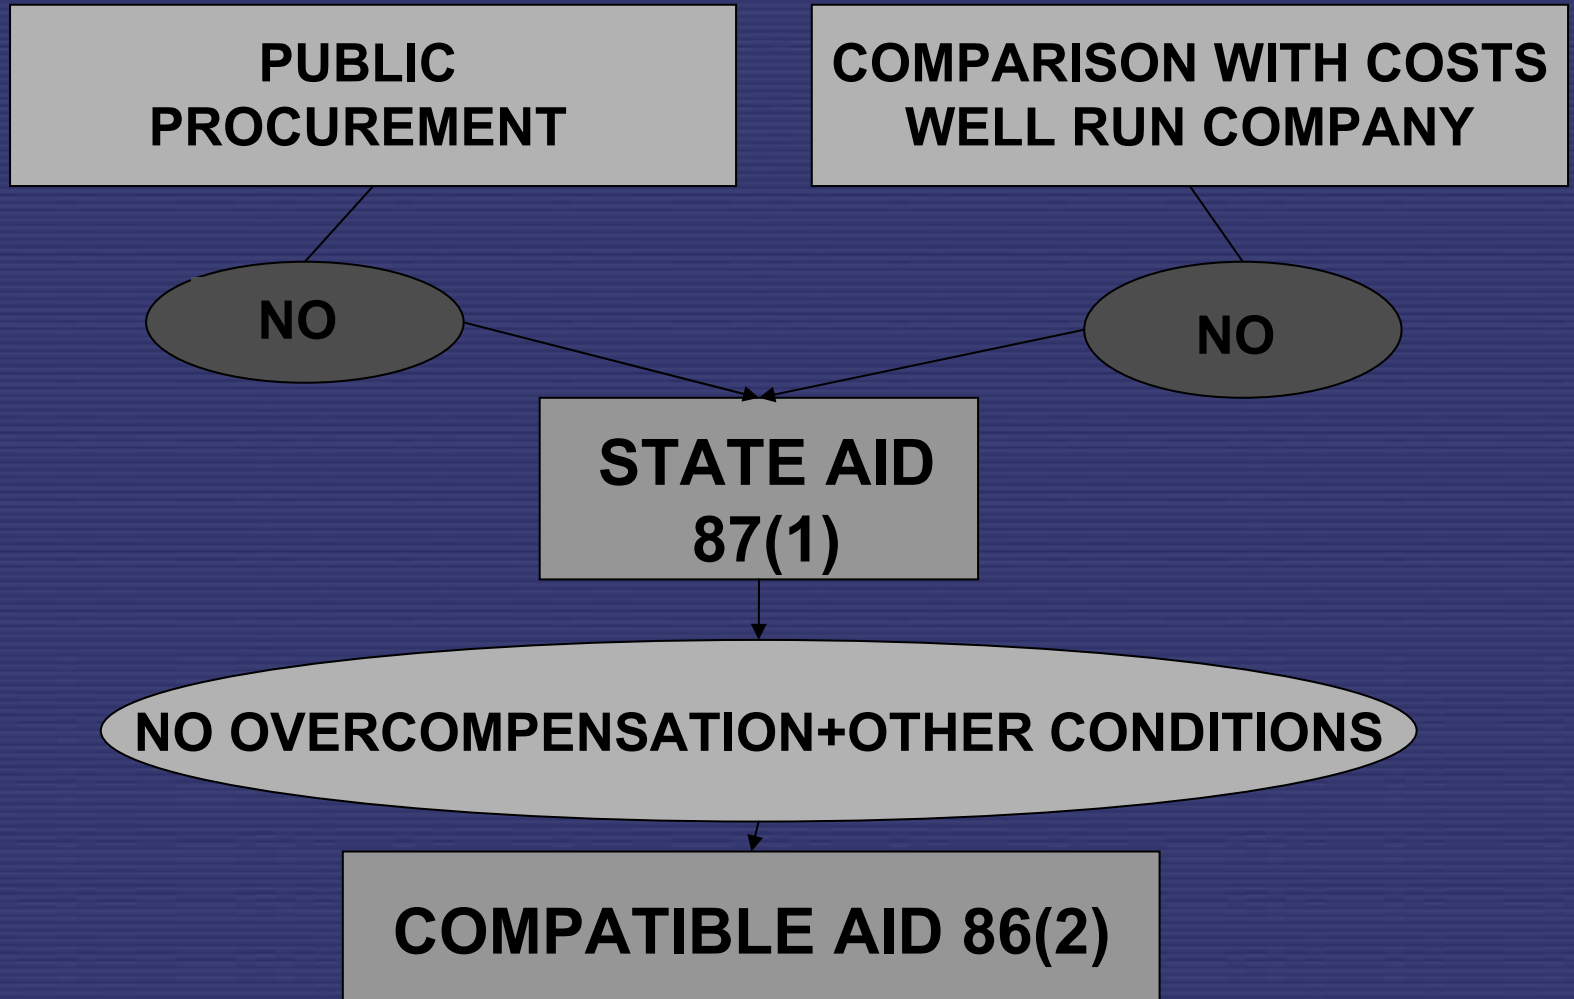 PUBLIC
PROCUREMENT
COMPARISON WITH COSTS
WELL RUN COMPANY
NO
NO
STATE AID
87(1)
NO OVERCOMPENSATION+OTHER CONDITIONS
COMPATIBLE AID 86(2)